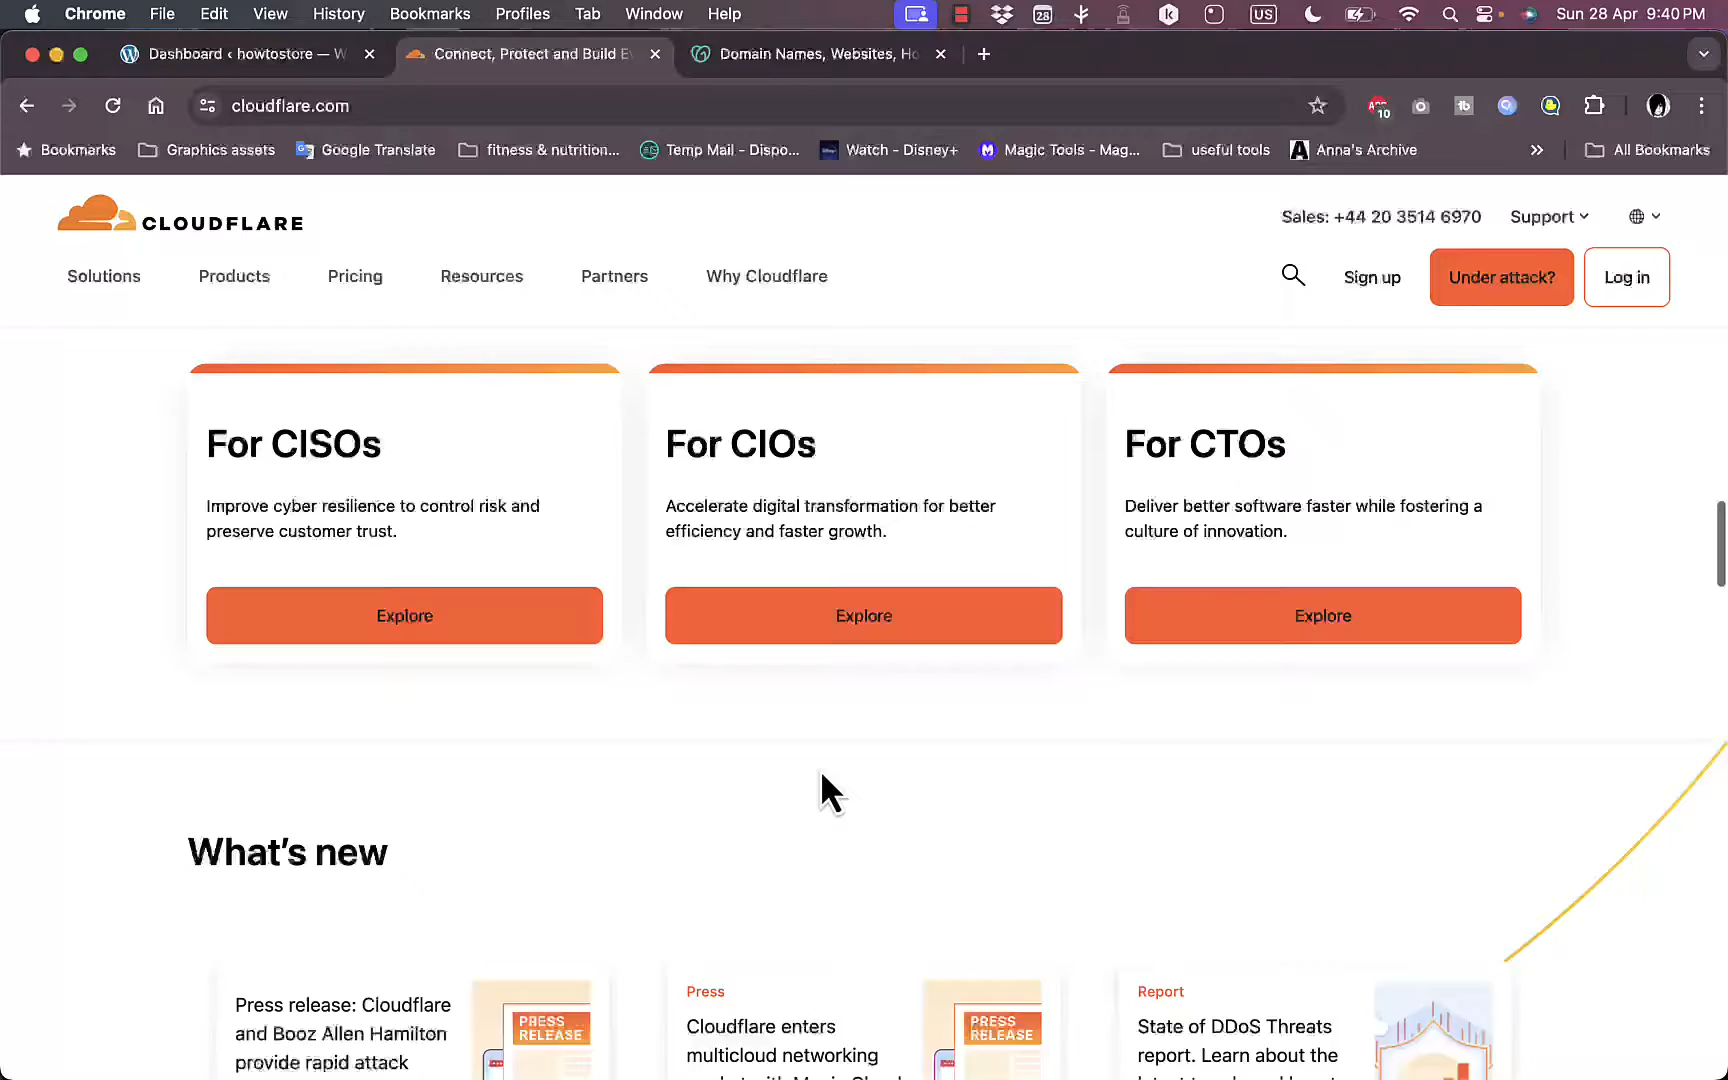 Chrome File Edit View History Bookmarks Profiles Tab Window Help 28 US Sun 28 Apr 9:40 PM
Dashboard ‹ howtostore — W Connect, Protect and Build Ev Domain Names, Websites, Ho
cloudflare.com 10
Bookmarks Graphics assets Google Translate fitness & nutrition... Temp Mail - Dispo... Watch - Disney+ Magic Tools - Mag... useful tools Anna's Archive All Bookmarks
CLOUDFLARE
Sales: +44 20 3514 6970 Support
Solutions Products Pricing Resources Partners Why Cloudflare Sign up Under attack? Log in
For CISOs
Improve cyber resilience to control risk and
preserve customer trust.
Explore
For CIOs
Accelerate digital transformation for better
efficiency and faster growth.
Explore
For CTOs
Deliver better software faster while fostering a
culture of innovation.
Explore
What's new
Press release: Cloudflare
and Booz Allen Hamilton
provide rapid attack
PRESS
RELEASE
Press
Cloudflare enters
multicloud networking
PRESS
RELEASE
Report
State of DDoS Threats
report. Learn about the